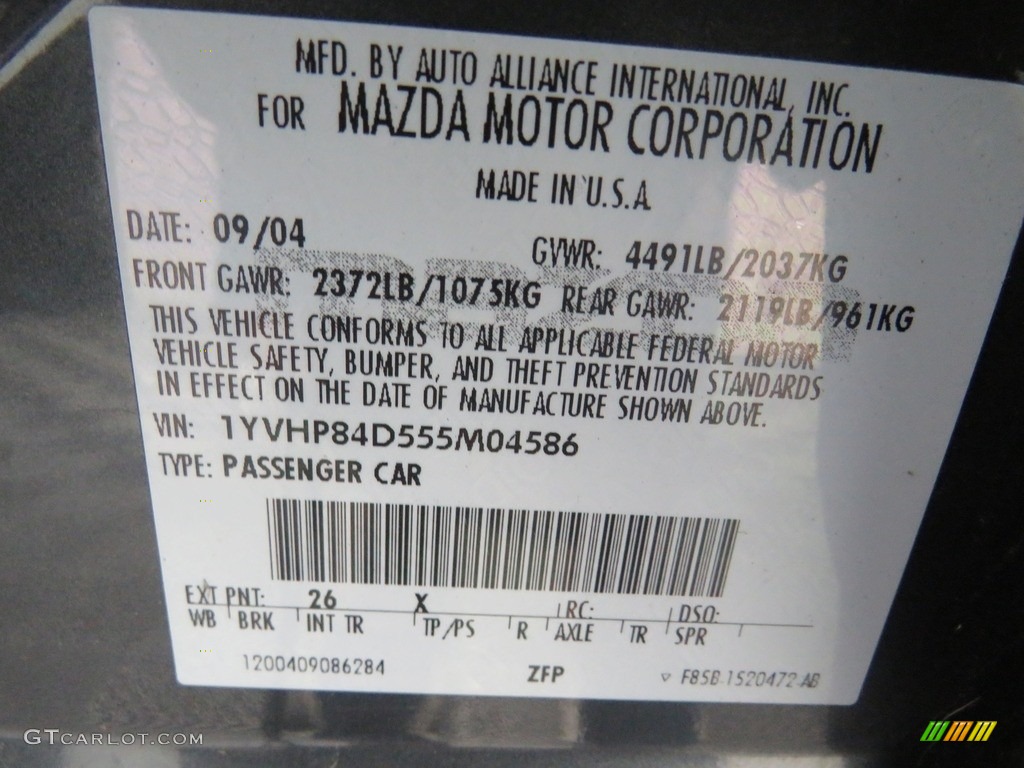 MFD. BY AUTO ALLIANCE INTERNATIONAL, INC.
FOR MAZDA MOTOR CORPORATION
MADE IN U.S.A
DATE: 09/04
GVWR: 4491LB/2037KG
FRONT GAWR: 2372LB/1075KG REAR GAWR: 2119LB/961KG
THIS VEHICLE CONFORMS TO ALL APPLICABLE FEDERAL MOTOR
VEHICLE SAFETY, BUMPER, AND THEFT PREVENTION STANDARDS
IN EFFECT ON THE DATE OF MANUFACTURE SHOWN ABOVE.
VIN: 1YVHP84D555M04586
TYPE: PASSENGER CAR
EXT PNT: 26 X RC: DSO:
WB BRK INT TR TP/PS R AXLE TR SPR
1200409086284 ZFP F85B-1520472-AB
GTCARLOT.COM